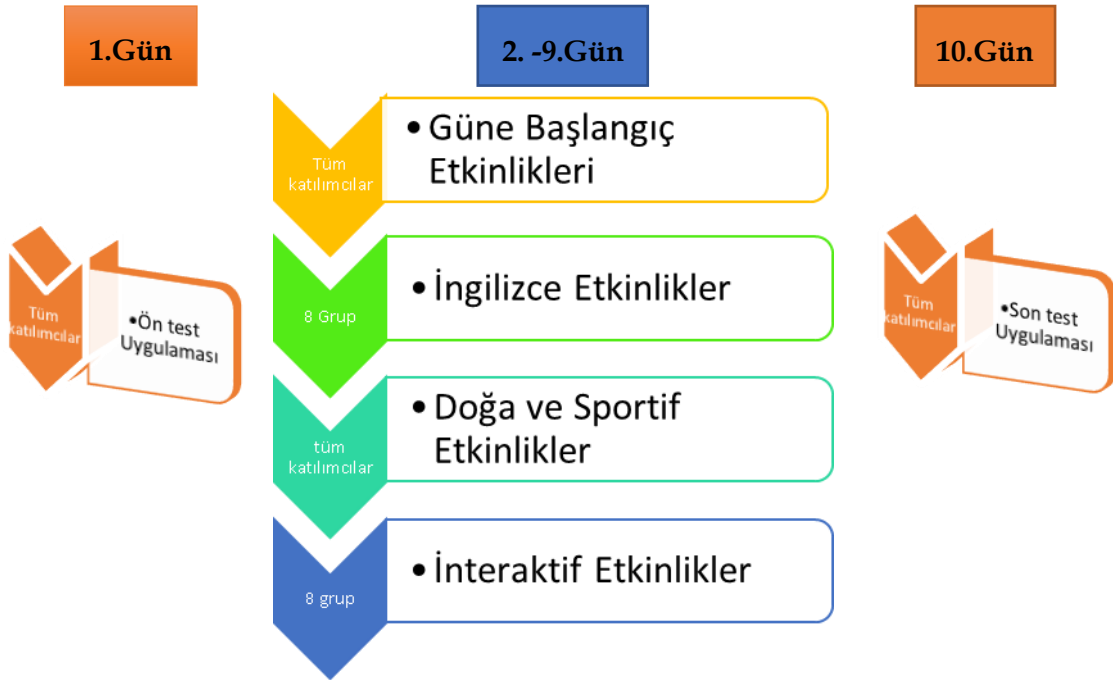 1.Gün
2. -9.Gün
10.Gün
Tüm
katılımcılar
•Ön test
Uygulaması
Tüm
katılımcılar
•Güne Başlangıç
Etkinlikleri
8 Grup
•İngilizce Etkinlikler
tüm
katılımcılar
•Doğa ve Sportif
Etkinlikler
8 grup
•İnteraktif Etkinlikler
Tüm
katılımcılar
•Son test
Uygulaması